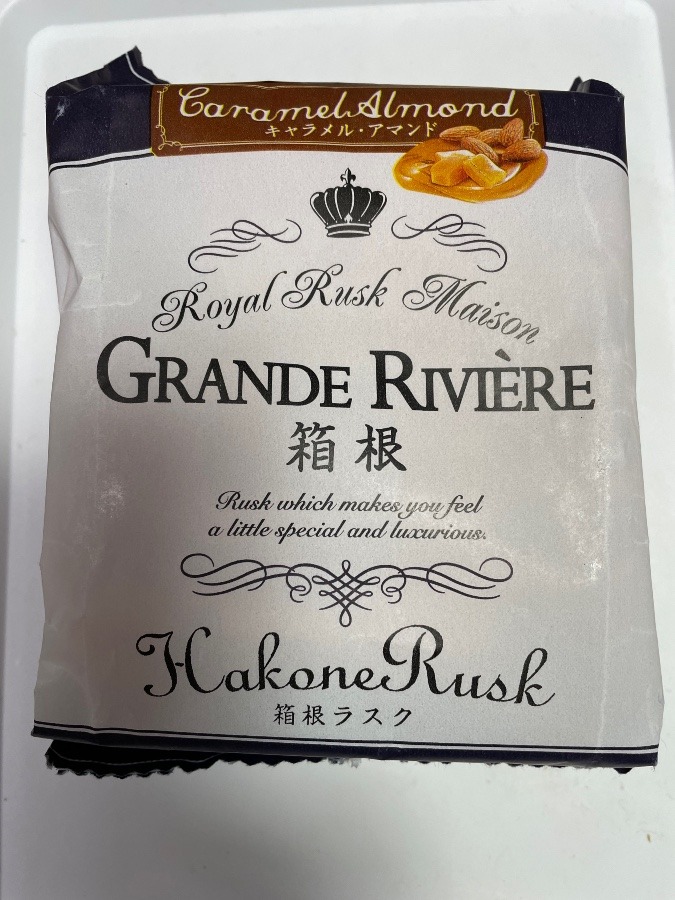 Caramel Almond
キャラメル・アマンド
Royal Rusk Maison
GRANDE RIVIÈRE
箱根
Rusk which makes you feel
a little special and luxurious.
Hakone Rusk
箱根ラスク